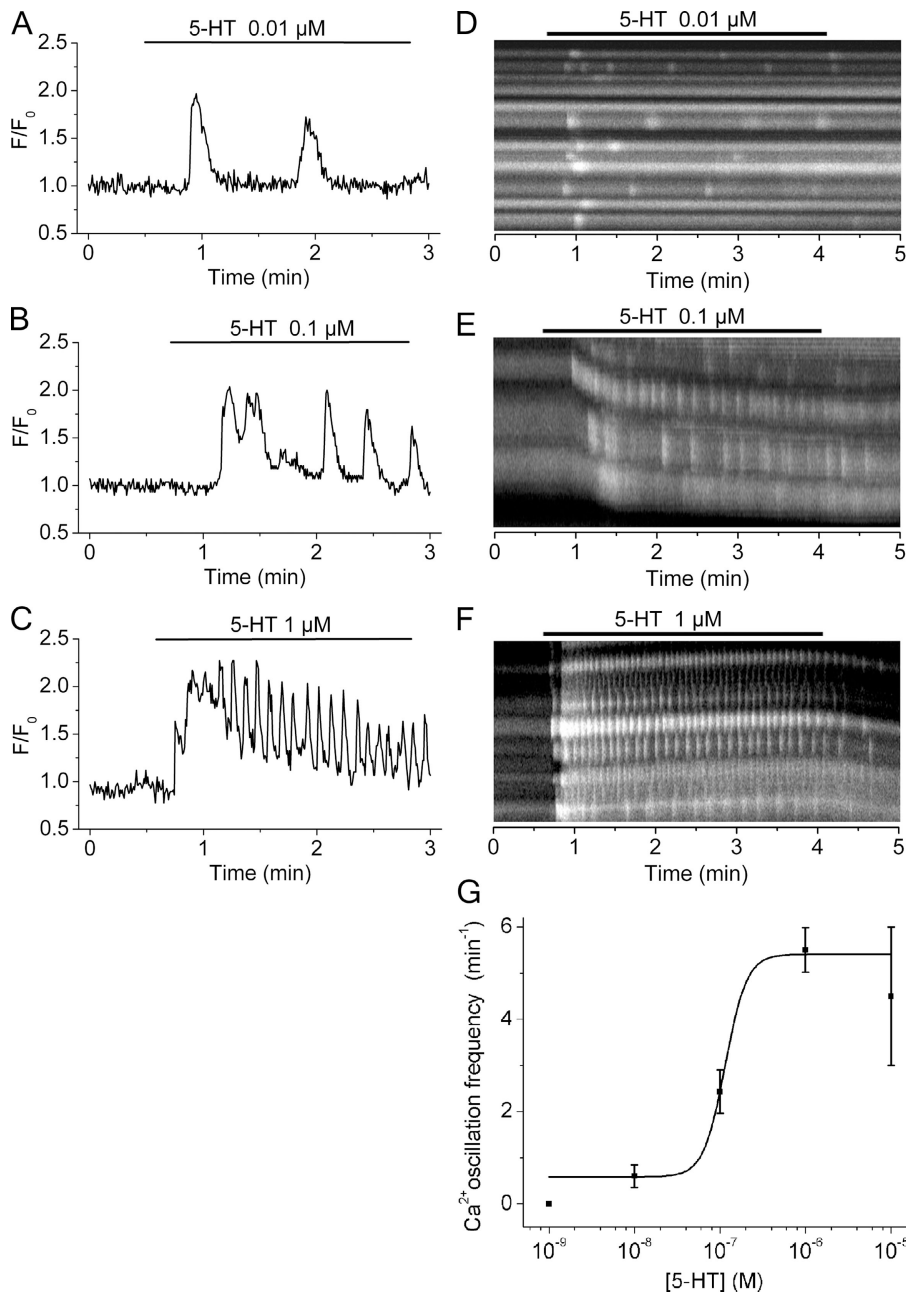 A
5-HT 0.01 µM
2.5
2.0
1.5
1.0
0.5
F/F0
0 1 2 3
Time (min)
D
5-HT 0.01 µM
0 1 2 3 4 5
Time (min)
B
5-HT 0.1 µM
2.5
2.0
1.5
1.0
0.5
F/F0
0 1 2 3
Time (min)
E
5-HT 0.1 µM
0 1 2 3 4 5
Time (min)
C
5-HT 1 µM
2.5
2.0
1.5
1.0
0.5
F/F0
0 1 2 3
Time (min)
F
5-HT 1 µM
0 1 2 3 4 5
Time (min)
G
6
4
2
0
Ca2+ oscillation frequency (min-1)
10-9 10-8 10-7 10-6 10-5
[5-HT] (M)